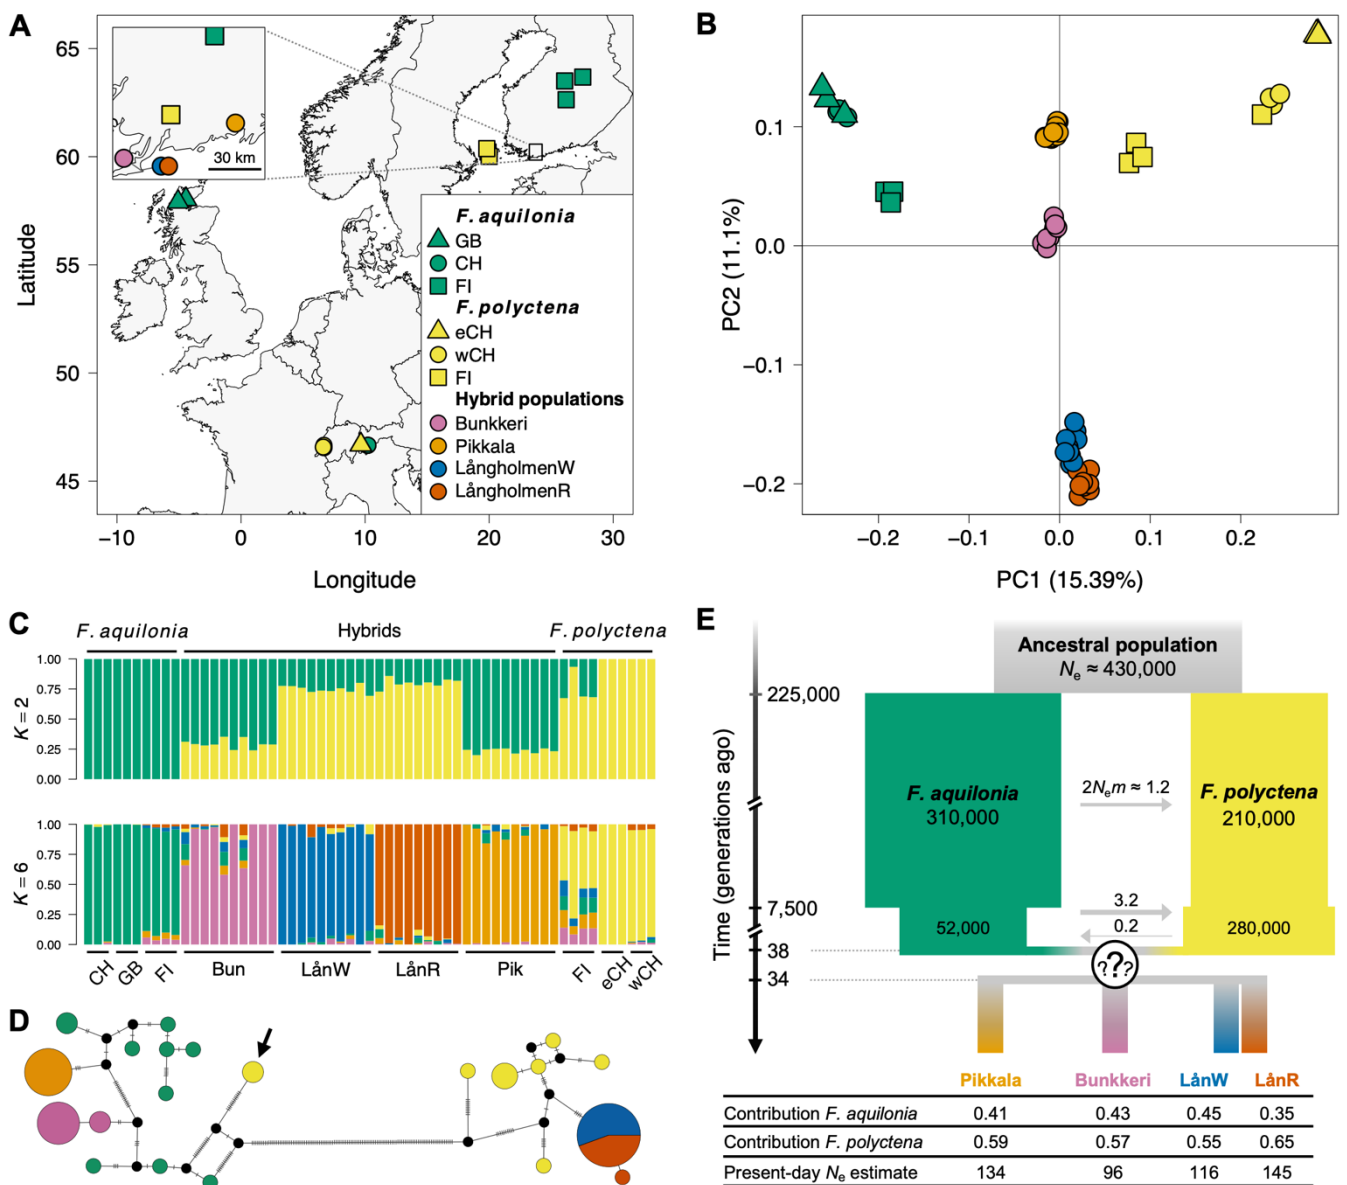 A
65
60
55
50
45
Latitude
−10
0
10
20
30
Longitude
30 km
F. aquilonia
GB
CH
FI
F. polyctena
eCH
wCH
FI
Hybrid populations
Bunkkeri
Pikkala
LångholmenW
LångholmenR
B
0.1
0.0
−0.1
−0.2
PC2 (11.1%)
−0.2
−0.1
0.0
0.1
0.2
PC1 (15.39%)
C
F. aquilonia
Hybrids
F. polyctena
1.00
0.75
0.50
0.25
0.00
K = 2
1.00
0.75
0.50
0.25
0.00
K = 6
CH
GB
FI
Bun
LånW
LånR
Pik
FI
eCH
wCH
D
E
Time (generations ago)
225,000
7,500
38
34
Ancestral population
Ne ≈ 430,000
F. aquilonia
310,000
2Nem ≈ 1.2
F. polyctena
210,000
52,000
3.2
0.2
280,000
???
Pikkala Bunkkeri LånW LånR
Contribution F. aquilonia 0.41 0.43 0.45 0.35
Contribution F. polyctena 0.59 0.57 0.55 0.65
Present-day Ne estimate 134 96 116 145